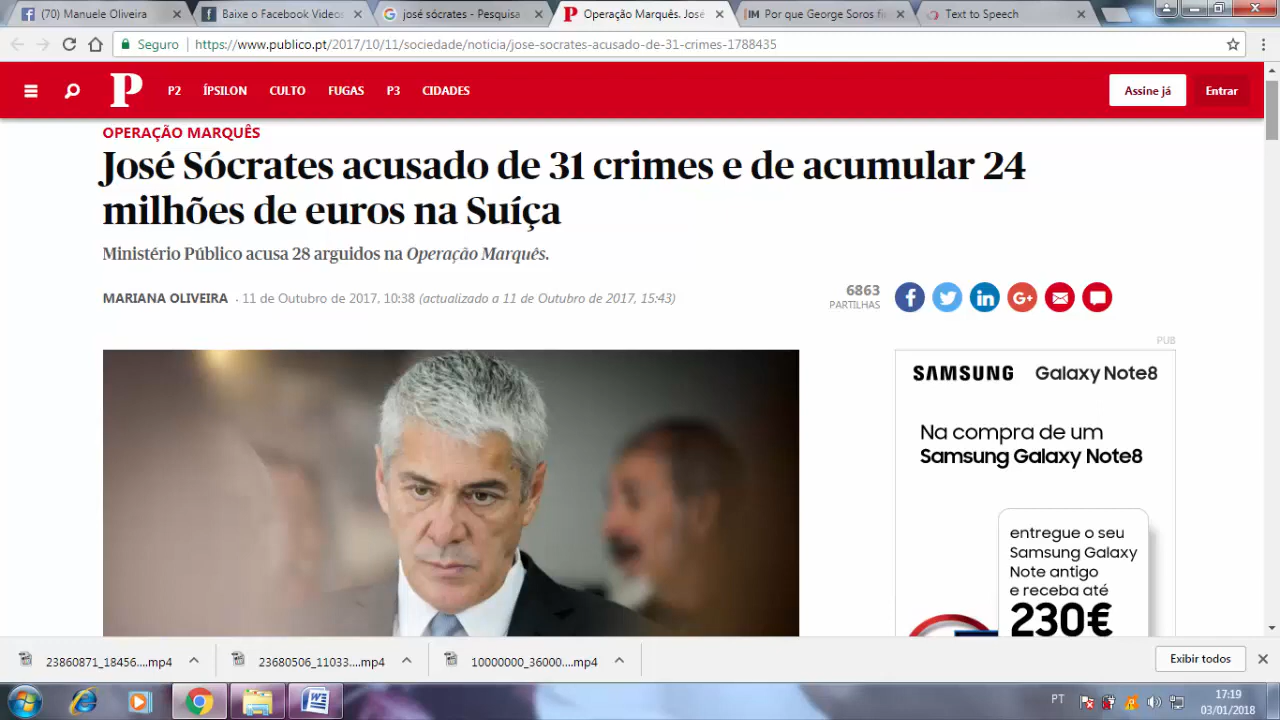 (70) Manuele Oliveira
Baixe o Facebook Videos
josé sócrates - Pesquisa
Operação Marquês. José
IM Por que George Soros fi
Text to Speech
Seguro
https://www.publico.pt/2017/10/11/sociedade/noticia/jose-socrates-acusado-de-31-crimes-1788435
P P2 ÍPSILON CULTO FUGAS P3 CIDADES
Assine já
Entrar
OPERAÇÃO MARQUÊS
José Sócrates acusado de 31 crimes e de acumular 24
milhões de euros na Suíça
Ministério Público acusa 28 arguidos na Operação Marquês.
MARIANA OLIVEIRA · 11 de Outubro de 2017, 10:38 (actualizado a 11 de Outubro de 2017, 15:43)
6863
PARTILHAS
f in G+
PUB
SAMSUNG Galaxy Note8
Na compra de um
Samsung Galaxy Note8
entregue o seu
Samsung Galaxy
Note antigo
e receba até
230€
23860871_18456....mp4
23680506_11033....mp4
10000000_36000....mp4
Exibir todos
PT
17:19
03/01/2018